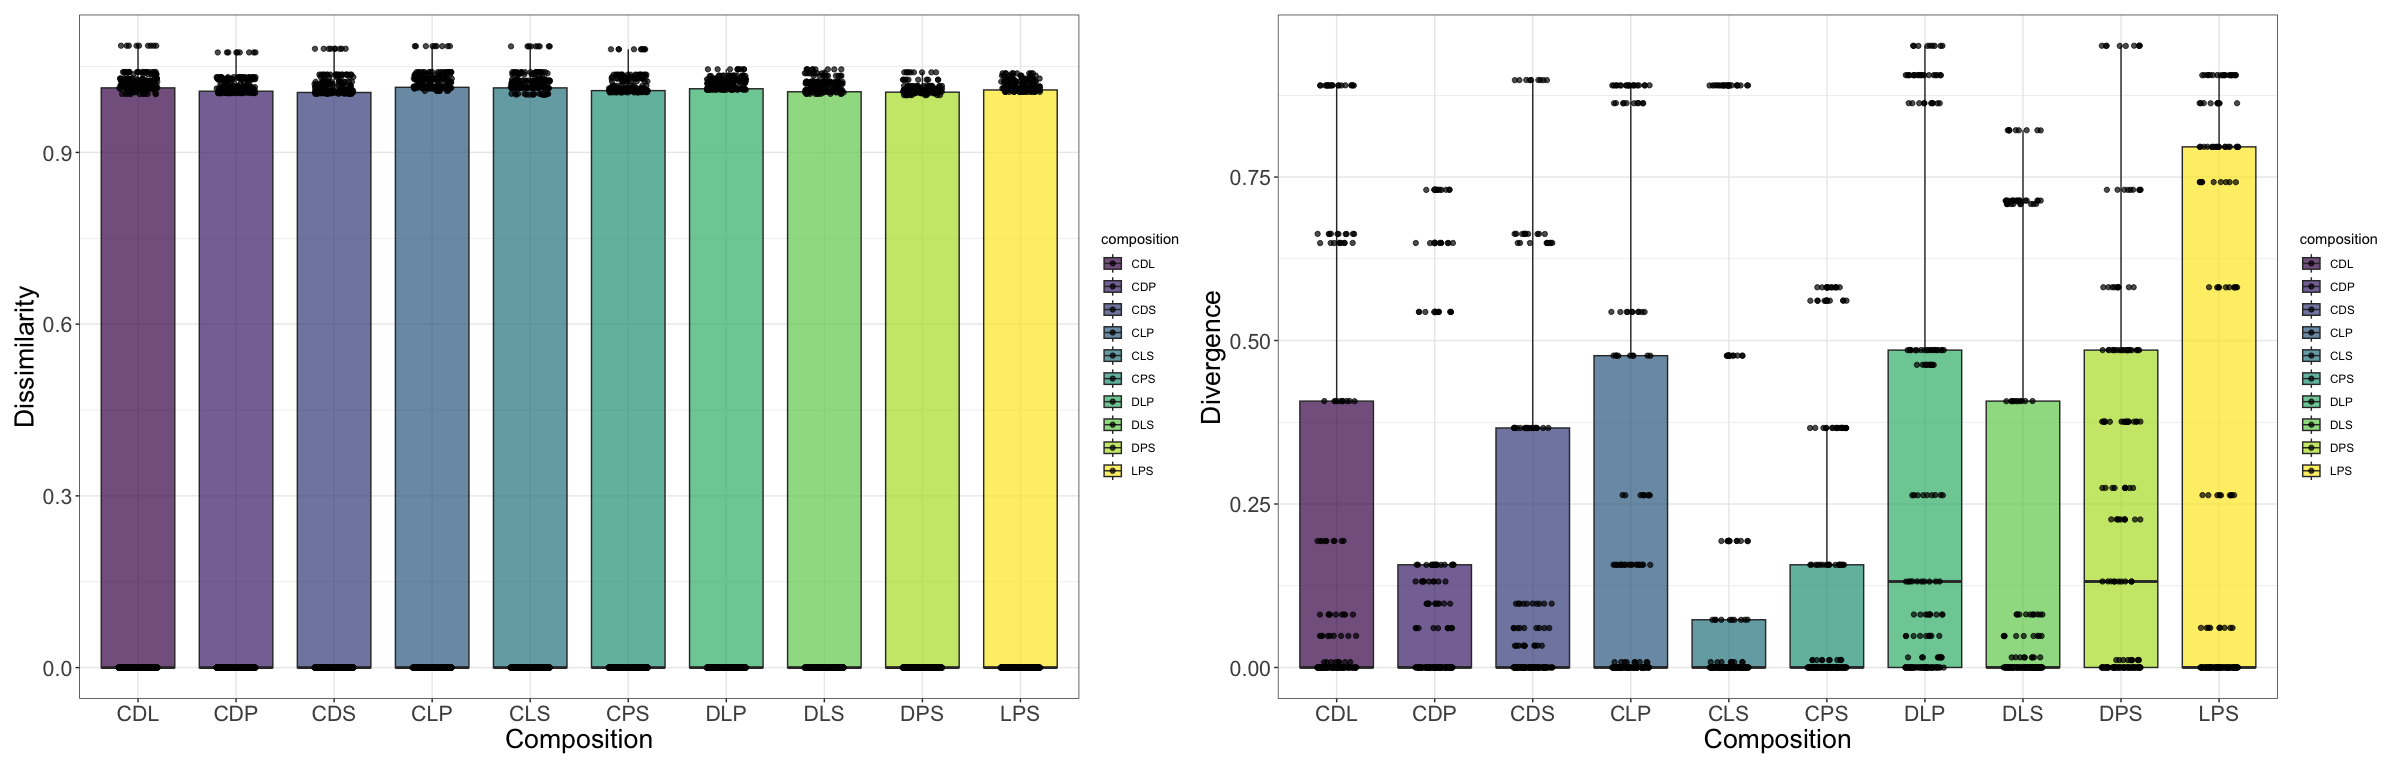 Dissimilarity
0.9
0.6
0.3
0.0
CDL CDP CDS CLP CLS CPS DLP DLS DPS LPS
Composition
composition
CDL
CDP
CDS
CLP
CLS
CPS
DLP
DLS
DPS
LPS
Divergence
0.75
0.50
0.25
0.00
CDL CDP CDS CLP CLS CPS DLP DLS DPS LPS
Composition
composition
CDL
CDP
CDS
CLP
CLS
CPS
DLP
DLS
DPS
LPS